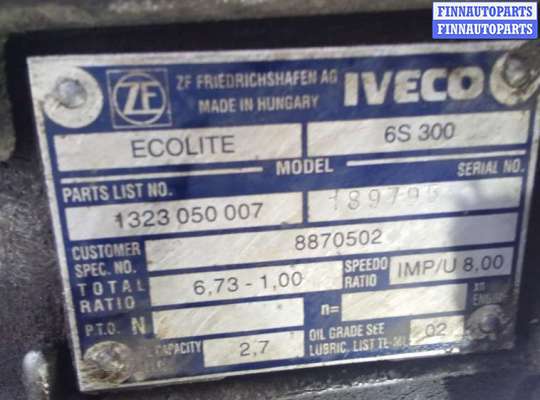 FINNAUTOPARTS
FINNAUTOPARTS
ZF
ZF FRIEDRICHSHAFEN AG
MADE IN HUNGARY
IVECO
ECOLITE
6S 300
MODEL
PARTS LIST NO.
SERIAL NO.
1323 050 007
CUSTOMER
SPEC. NO.
8870502
TOTAL
RATIO
6,73 - 1,00
SPEEDO
RATIO
IMP/U 8,00
P.T.O. N
n=
CAPACITY
2,7
OIL GRADE SEE
LUBRIC. LIST TE-ML
02